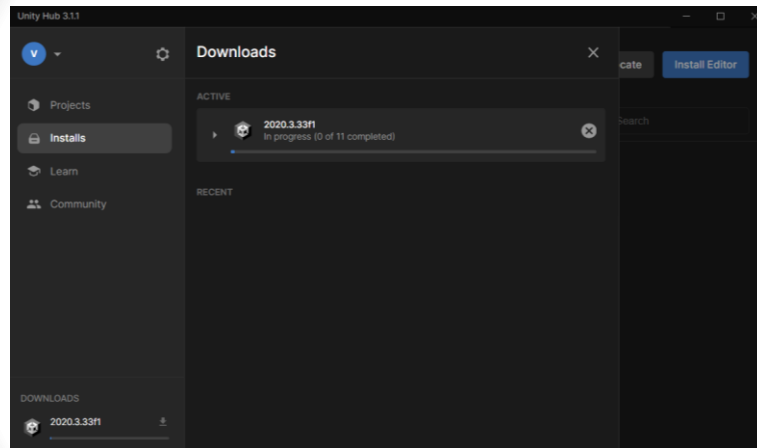 Unity Hub 3.1.1
V
Projects
Installs
Learn
Community
DOWNLOADS
2020.3.33f1
Downloads
ACTIVE
2020.3.33f1
In progress (0 of 11 completed)
RECENT
cate
Install Editor
Search